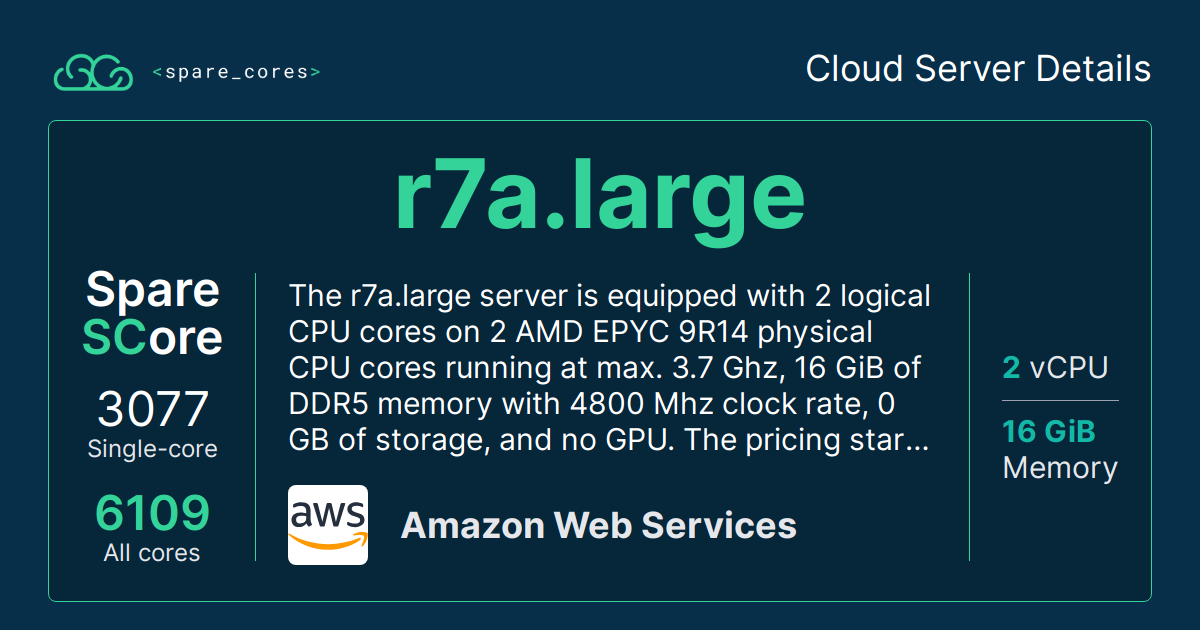 <spare_cores>
Cloud Server Details
r7a.large
Spare
SCore
3077
Single-core
6109
All cores
The r7a.large server is equipped with 2 logical
CPU cores on 2 AMD EPYC 9R14 physical
CPU cores running at max. 3.7 Ghz, 16 GiB of
DDR5 memory with 4800 Mhz clock rate, 0
GB of storage, and no GPU. The pricing star...
aws
Amazon Web Services
2 vCPU
16 GiB
Memory